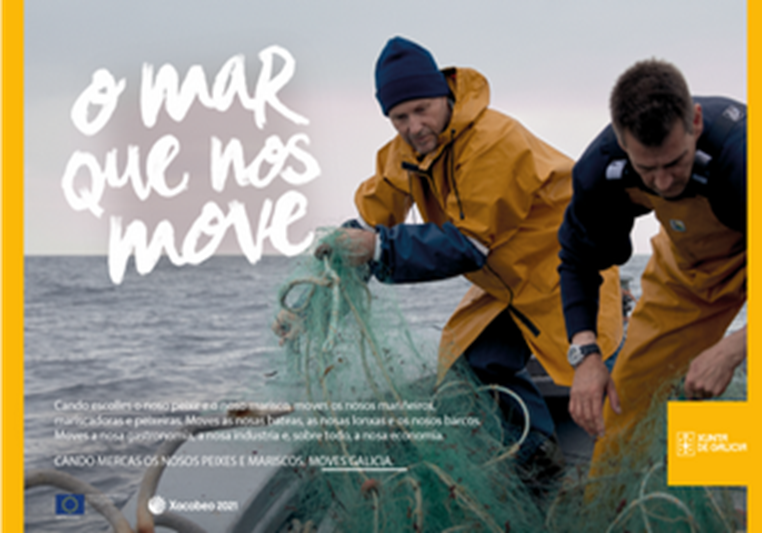 o mar
que nos
move
Cando escolles o noso peixe e o noso marisco, moves os nosos mariñeiros,
mariscadoras e peixeiras. Moves as nosas bateas, as nosas lonxas e os nosos barcos.
Moves a nosa gastronomía, a nosa industria e, sobre todo, a nosa economía.
CANDO MERCAS OS NOSOS PEIXES E MARISCOS, MOVES GALICIA.
Xacobeo 2021
XUNTA
DE GALICIA